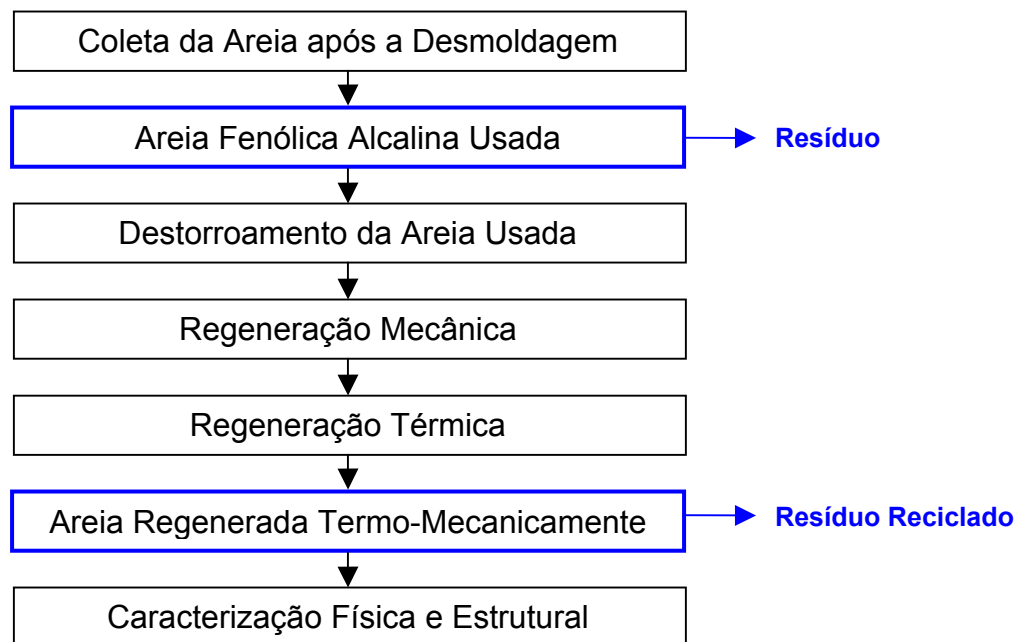 Coleta da Areia após a Desmoldagem
Areia Fenólica Alcalina Usada
Resíduo
Destorroamento da Areia Usada
Regeneração Mecânica
Regeneração Térmica
Areia Regenerada Termo-Mecanicamente
Resíduo Reciclado
Caracterização Física e Estrutural